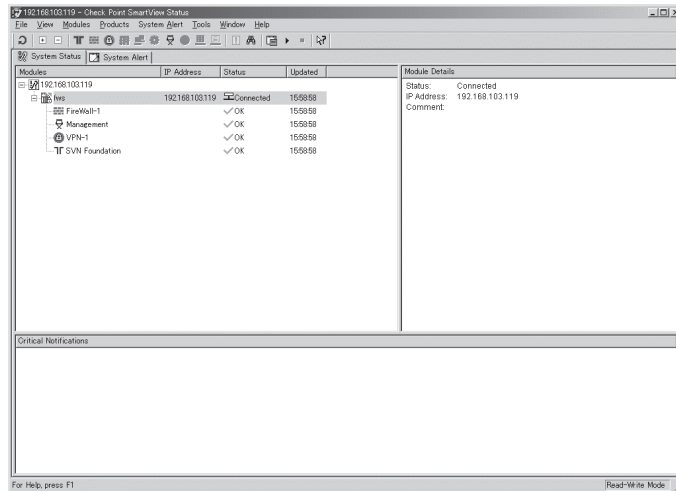 192.168.103.119 - Check Point SmartView Status
File View Modules Products System Alert Tools Window Help
System Status System Alert
Modules IP Address Status Updated
192.168.103.119
fws 192.168.103.119 Connected 15:58:58
FireWall-1 OK 15:58:58
Management OK 15:58:58
VPN-1 OK 15:58:58
SVN Foundation OK 15:58:58
Module Details
Status: Connected
IP Address: 192.168.103.119
Comment:
Critical Notifications
For Help, press F1 Read-Write Mode